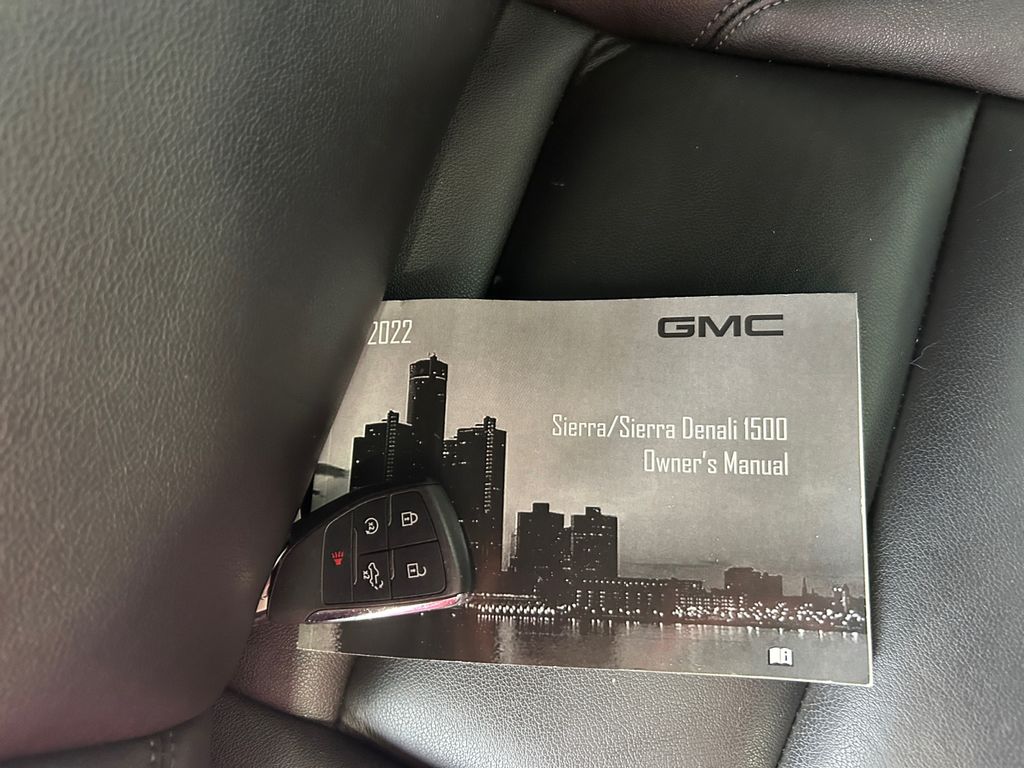 2022
GMC
Sierra/Sierra Denali 1500
Owner's Manual